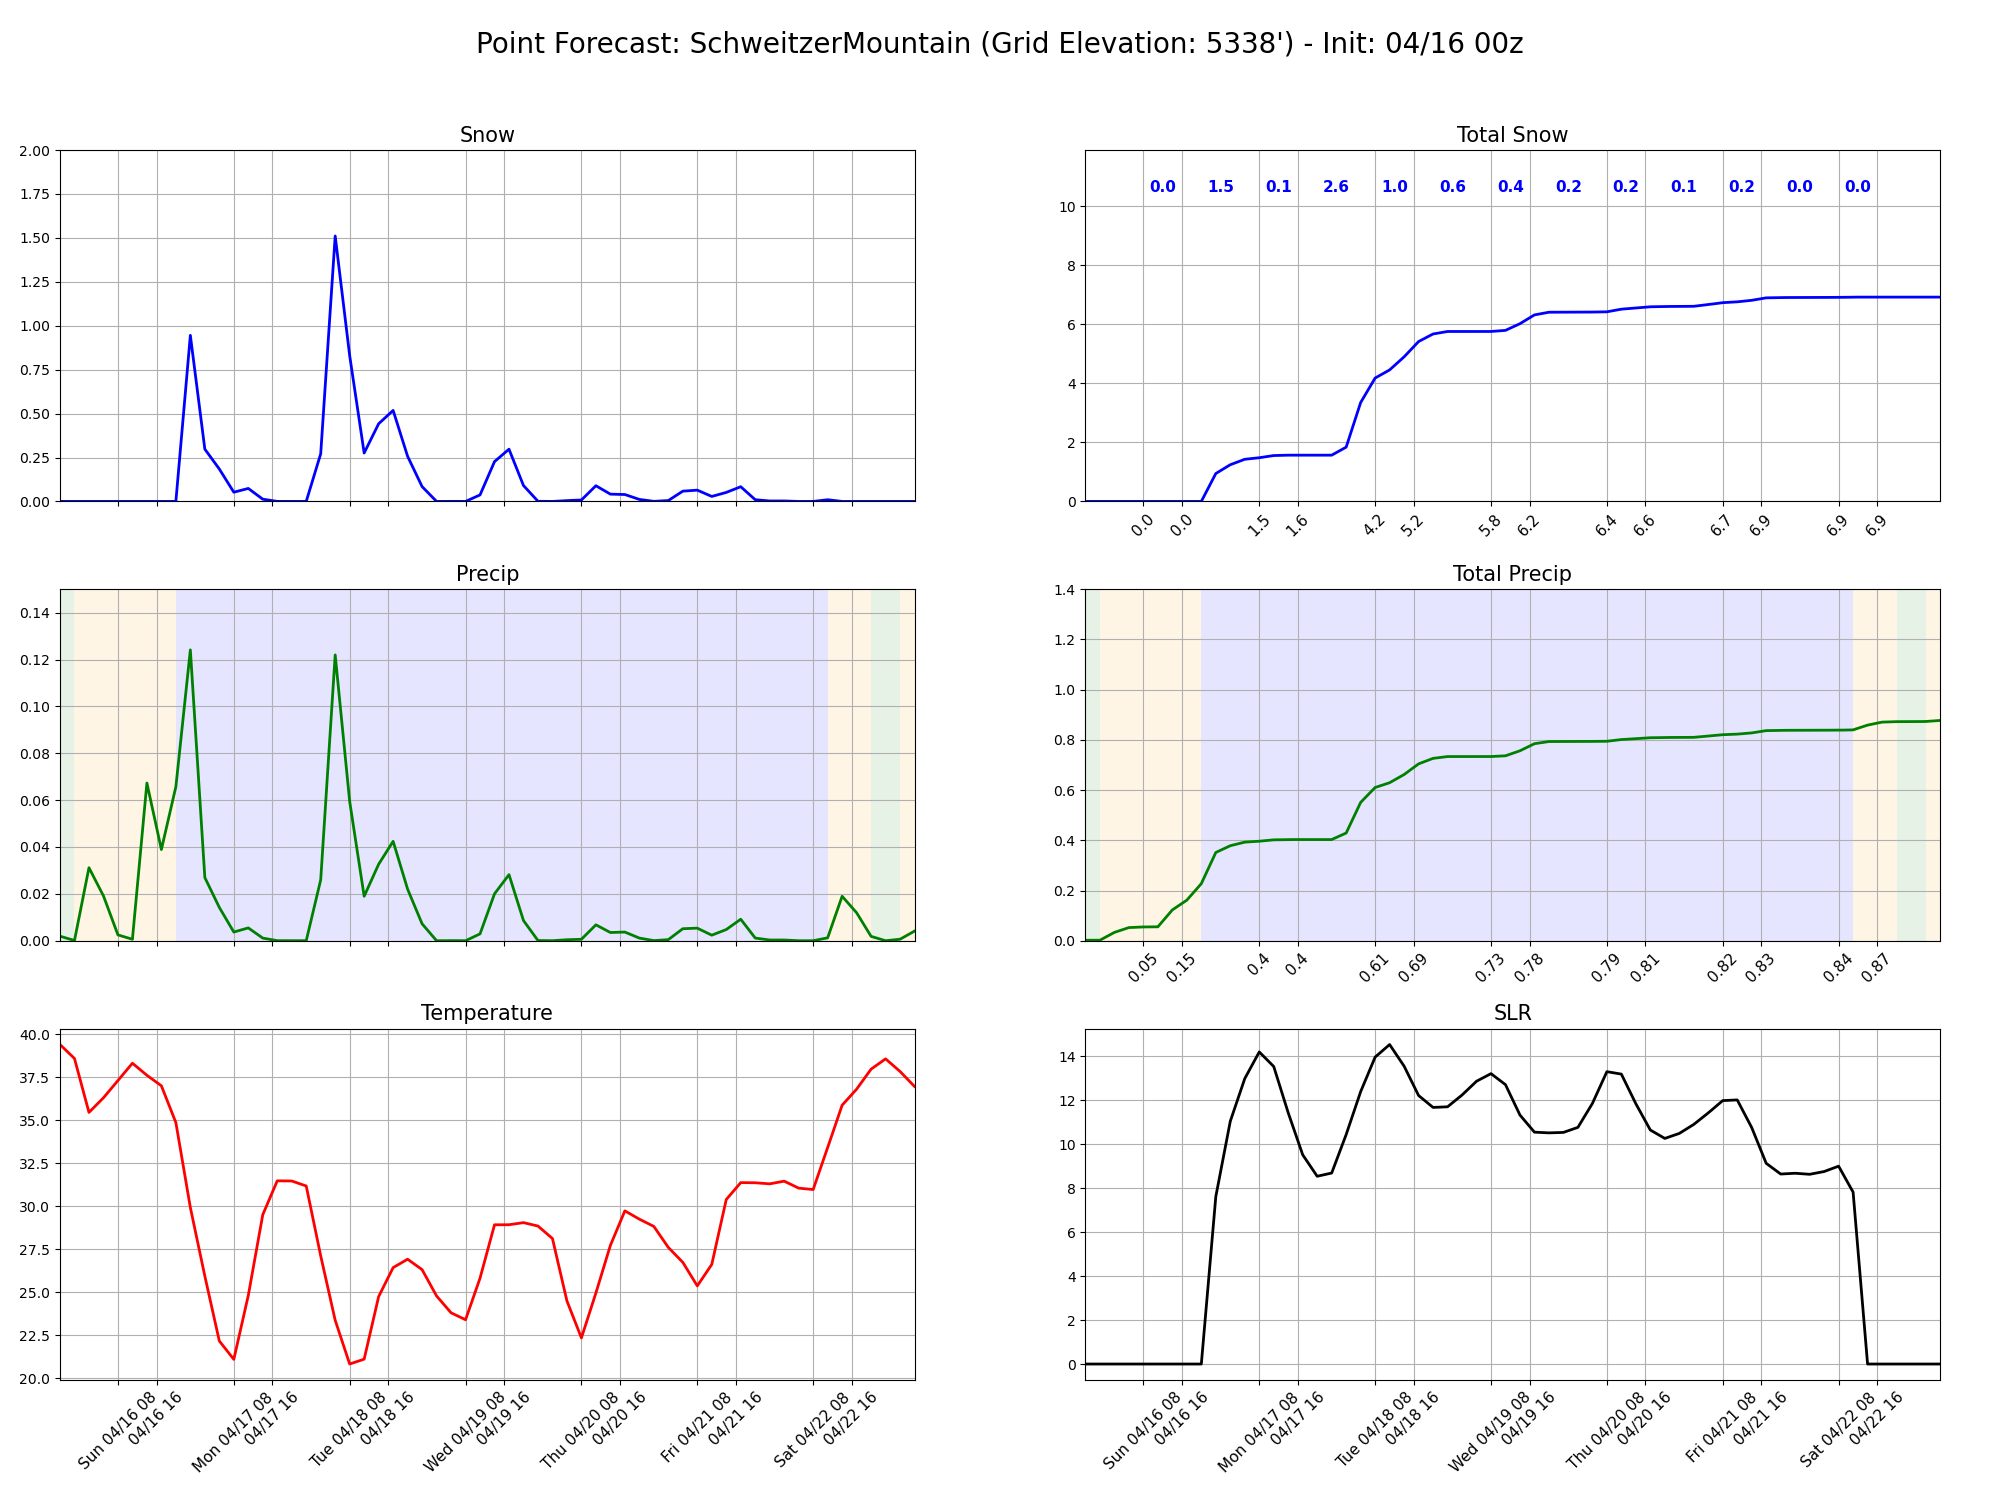 Point Forecast: SchweitzerMountain (Grid Elevation: 5338') - Init: 04/16 00z
Snow
2.00
1.75
1.50
1.25
1.00
0.75
0.50
0.25
0.00
Total Snow
0.0 1.5 0.1 2.6 1.0 0.6 0.4 0.2 0.2 0.1 0.2 0.0 0.0
10
8
6
4
2
0
0.0 0.0 1.5 1.6 4.2 5.2 5.8 6.2 6.4 6.6 6.7 6.9 6.9 6.9
Precip
0.14
0.12
0.10
0.08
0.06
0.04
0.02
0.00
Total Precip
1.4
1.2
1.0
0.8
0.6
0.4
0.2
0.0
0.05 0.15 0.4 0.4 0.61 0.69 0.73 0.78 0.79 0.81 0.82 0.83 0.84 0.87
Temperature
40.0
37.5
35.0
32.5
30.0
27.5
25.0
22.5
20.0
Sun 04/16 08
04/16 16
Mon 04/17 08
04/17 16
Tue 04/18 08
04/18 16
Wed 04/19 08
04/19 16
Thu 04/20 08
04/20 16
Fri 04/21 08
04/21 16
Sat 04/22 08
04/22 16
SLR
14
12
10
8
6
4
2
0
Sun 04/16 08
04/16 16
Mon 04/17 08
04/17 16
Tue 04/18 08
04/18 16
Wed 04/19 08
04/19 16
Thu 04/20 08
04/20 16
Fri 04/21 08
04/21 16
Sat 04/22 08
04/22 16